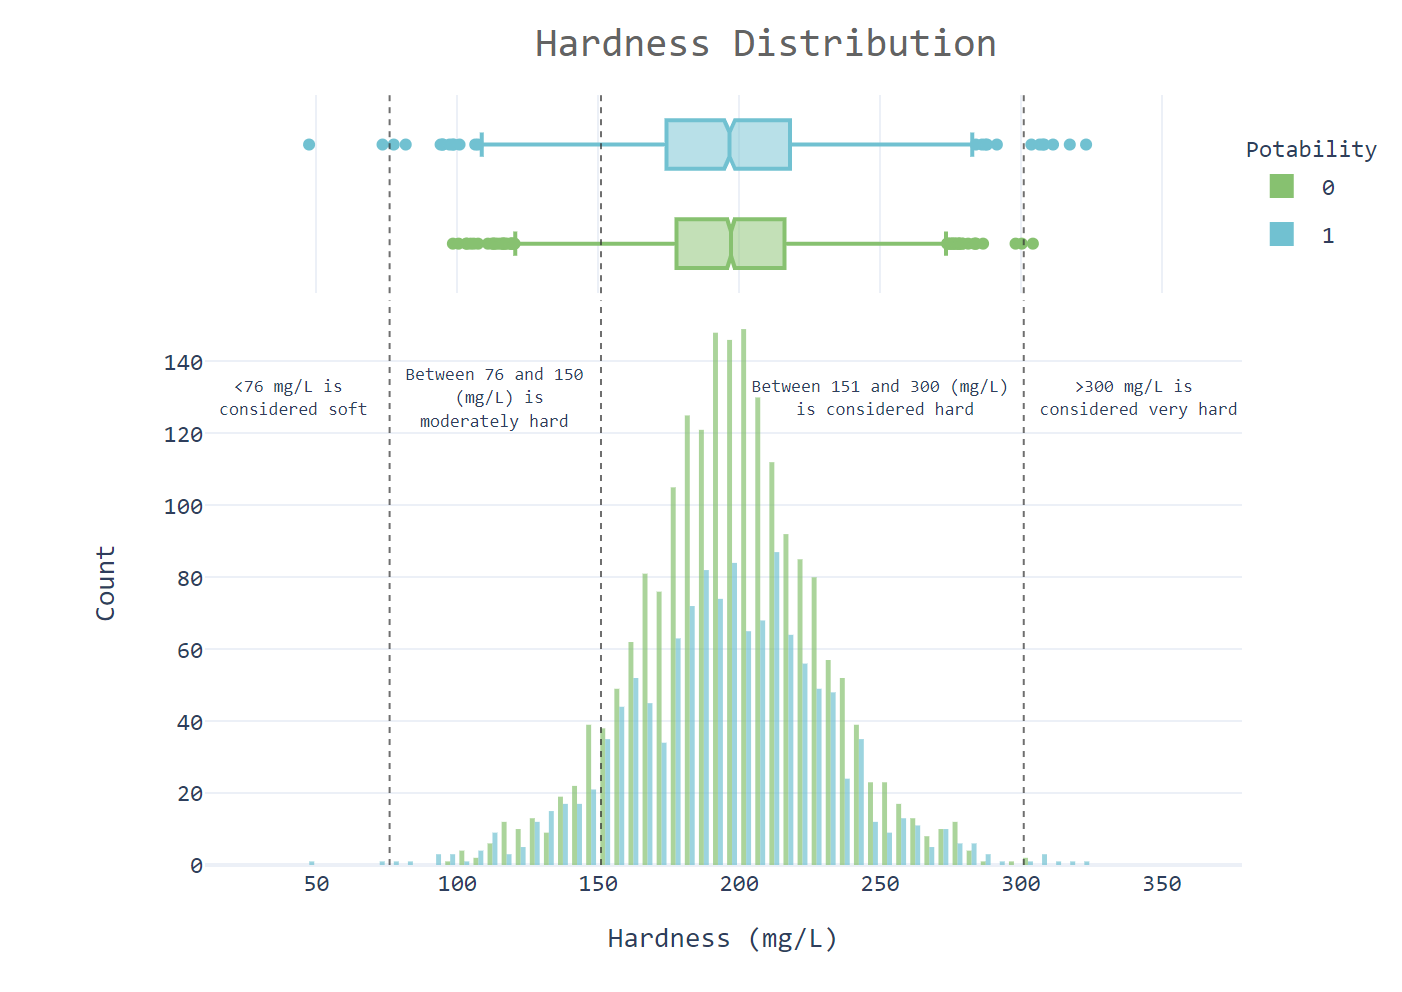 Hardness Distribution
Potability
0
1
140
120
100
80
60
40
20
0
Count
<76 mg/L is
considered soft
Between 76 and 150
(mg/L) is
moderately hard
Between 151 and 300 (mg/L)
is considered hard
>300 mg/L is
considered very hard
50
100
150
200
250
300
350
Hardness (mg/L)